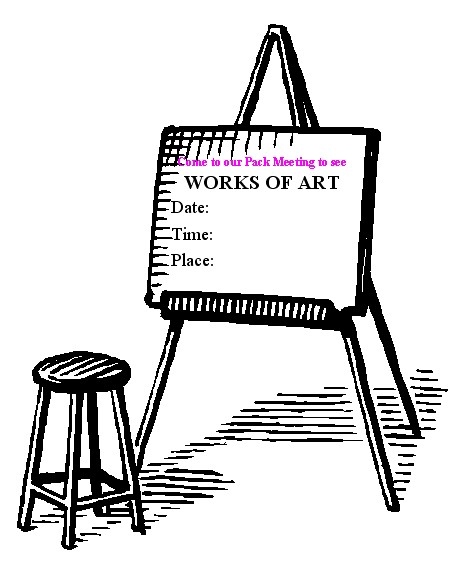 Come to our Pack Meeting to see
WORKS OF ART
Date:
Time:
Place: